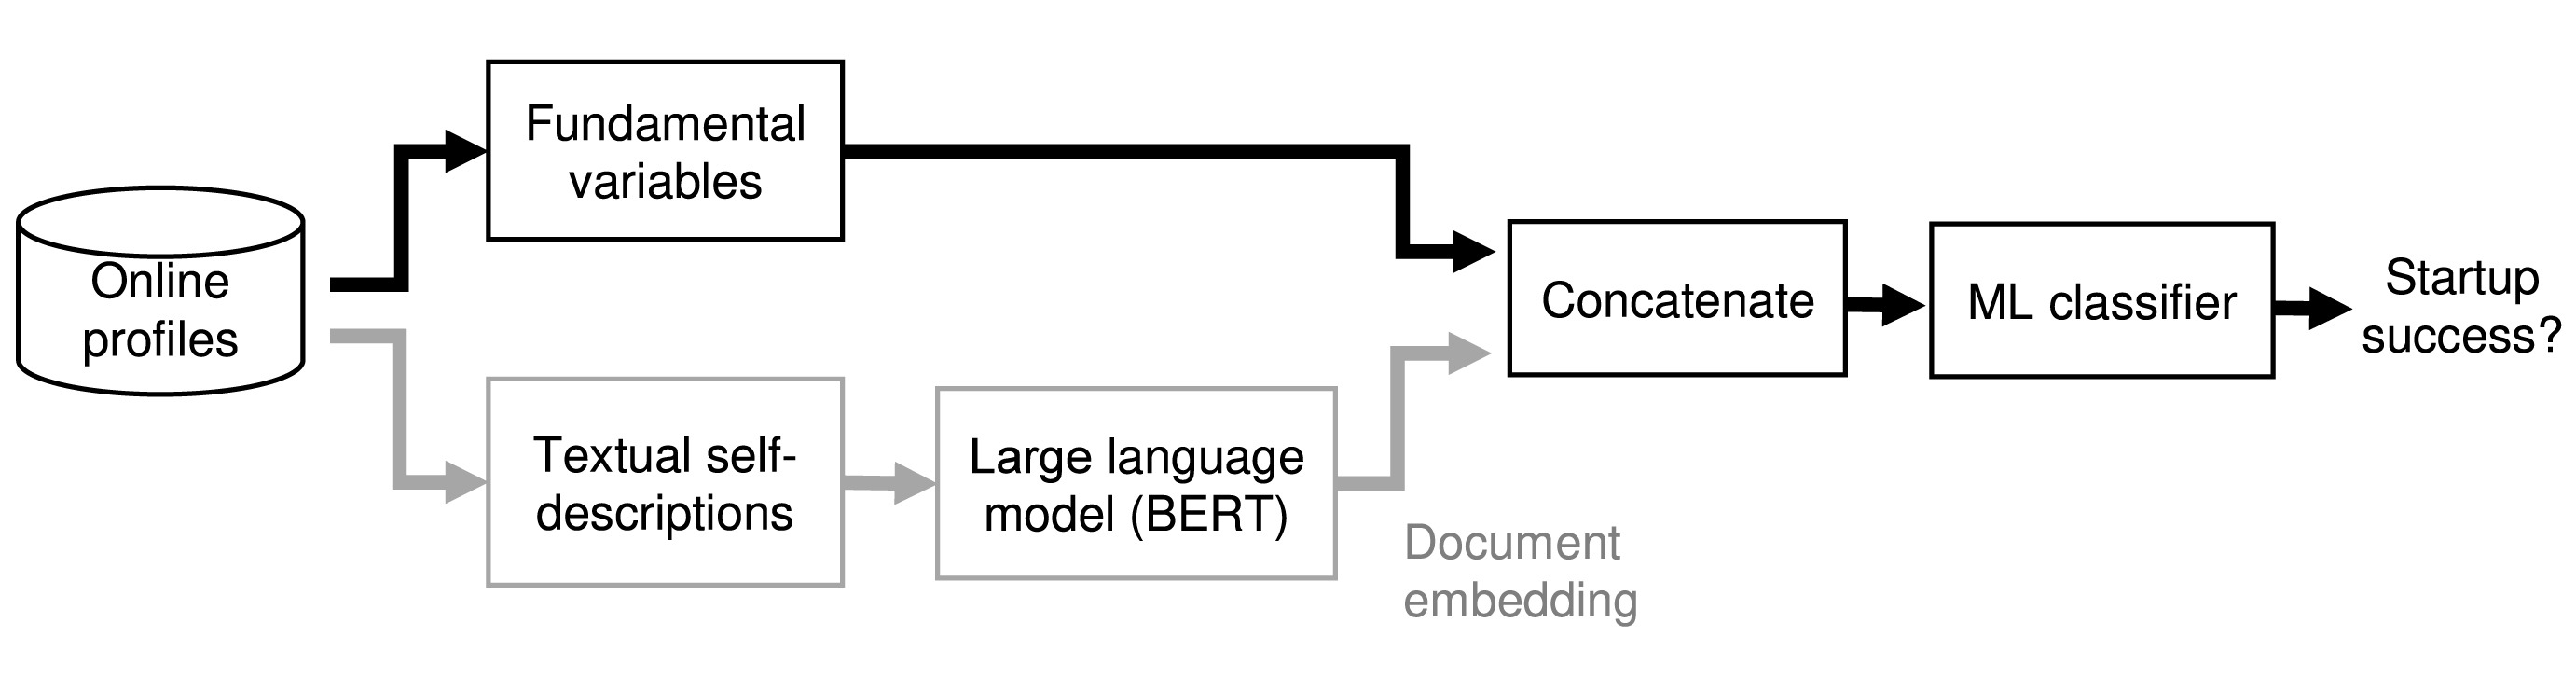 Online
profiles
Fundamental
variables
Textual self-
descriptions
Large language
model (BERT)
Document
embedding
Concatenate
ML classifier
Startup
success?